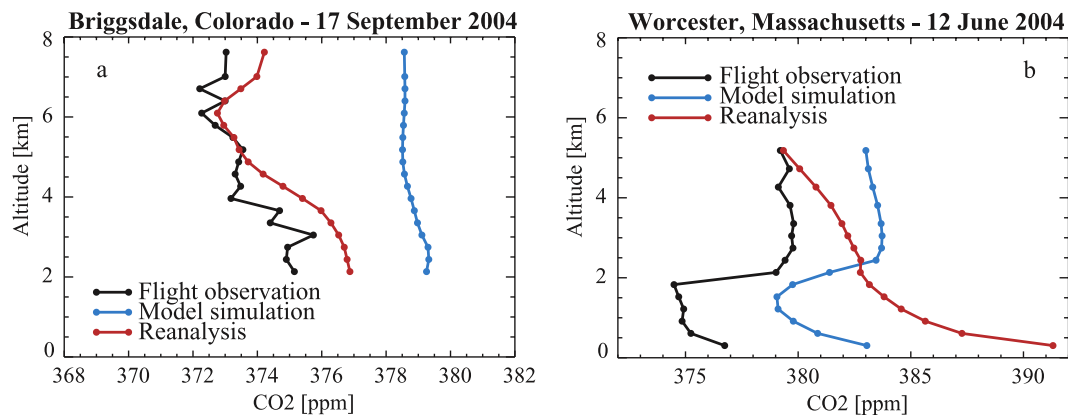 Briggsdale, Colorado - 17 September 2004
a
8
6
4
2
0
Altitude [km]
Flight observation
Model simulation
Reanalysis
368 370 372 374 376 378 380 382
CO2 [ppm]
Worcester, Massachusetts - 12 June 2004
b
8
6
4
2
0
Altitude [km]
Flight observation
Model simulation
Reanalysis
375 380 385 390
CO2 [ppm]